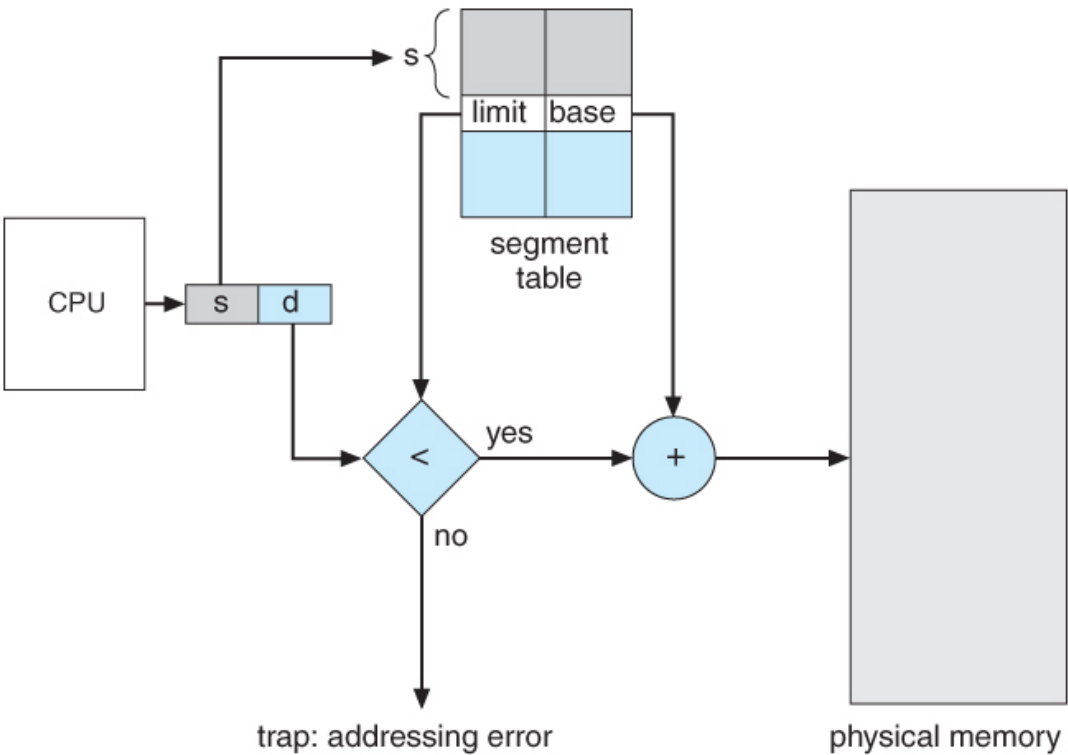 s
limit base
segment
table
CPU
s d
<
yes
+
no
trap: addressing error
physical memory